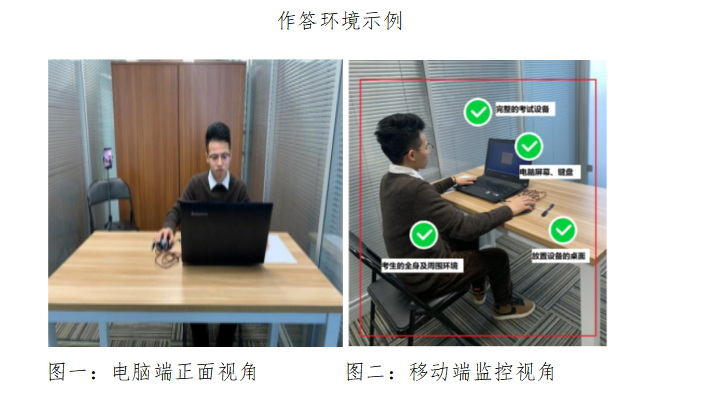 作答环境示例
完整的考试设备
电脑屏幕、键盘
考生的全身及周围环境
放置设备的桌面
图一：电脑端正面视角
图二：移动端监控视角